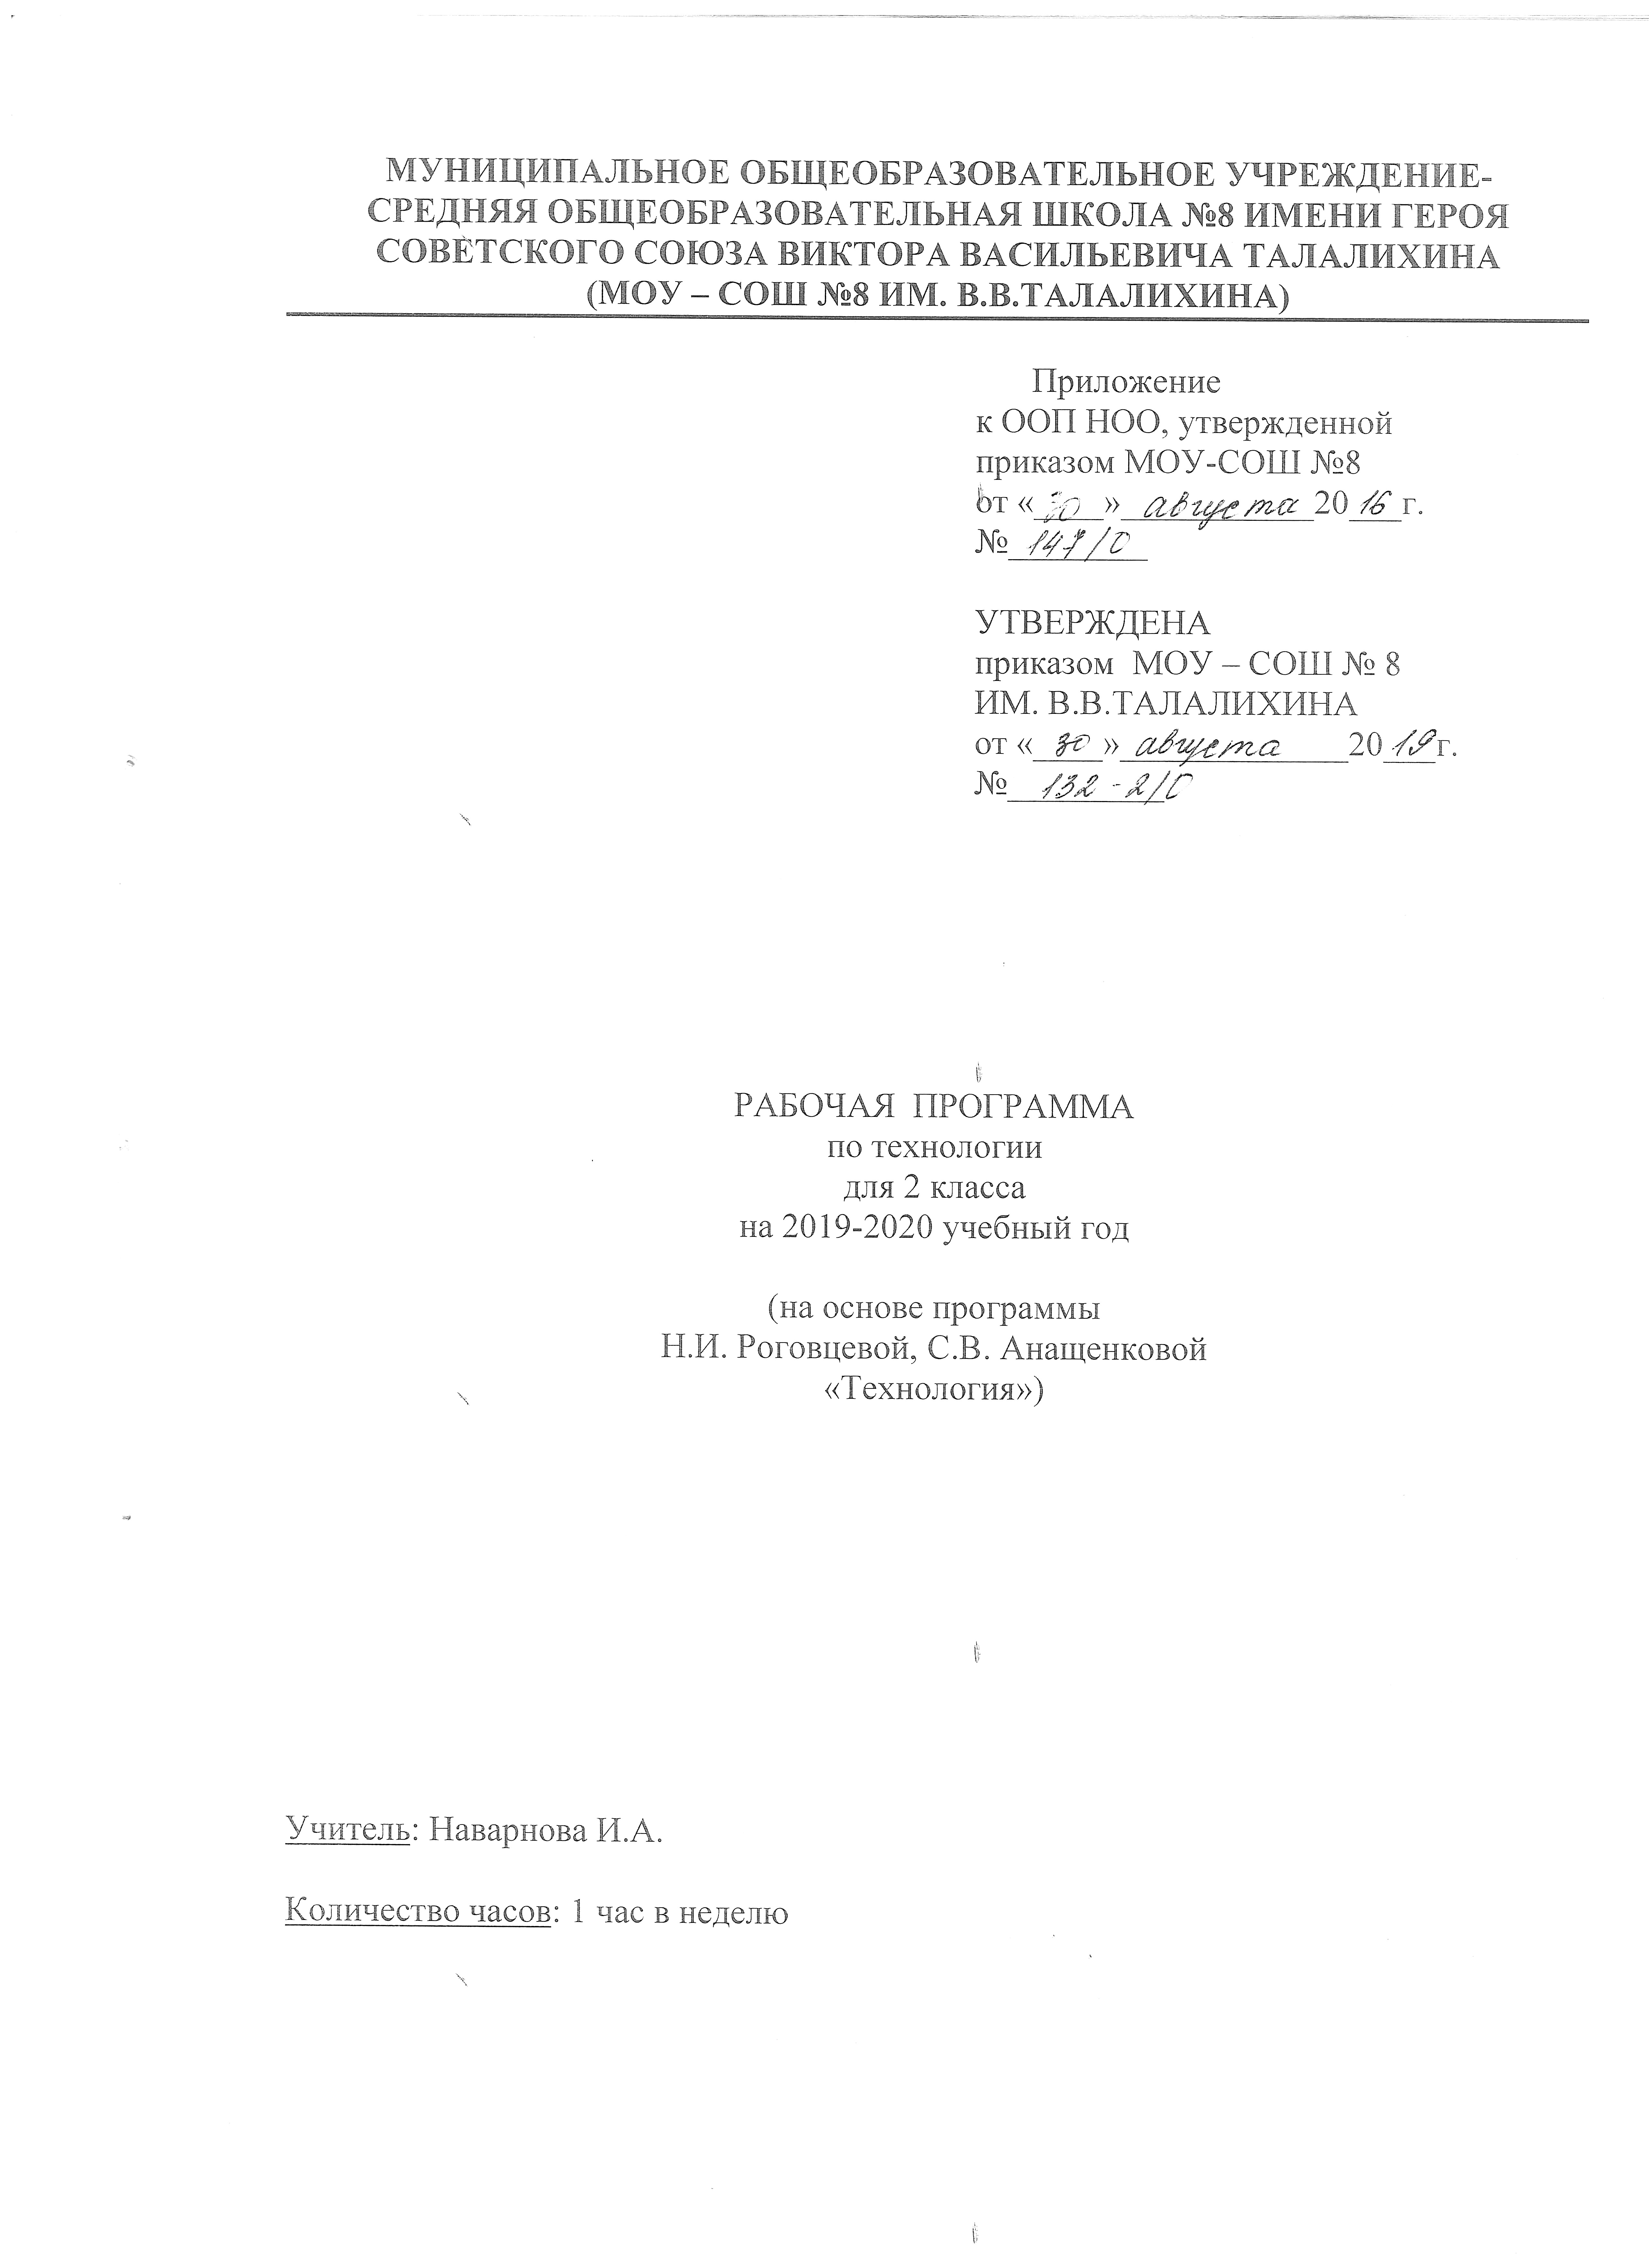 МУНИЦИПАЛЬНОЕ ОБЩЕОБРАЗОВАТЕЛЬНОЕ УЧРЕЖДЕНИЕ-
СРЕДНЯЯ ОБЩЕОБРАЗОВАТЕЛЬНАЯ ШКОЛА №8 ИМЕНИ ГЕРОЯ
СОВЕТСКОГО СОЮЗА ВИКТОРА ВАСИЛЬЕВИЧА ТАЛАЛИХИНА
(МОУ – СОШ №8 ИМ. В.В.ТАЛАЛИХИНА)
Приложение
к ООП НОО, утвержденной
приказом МОУ-СОШ №8
от «30» августа 2016 г.
№ 147/О
УТВЕРЖДЕНА
приказом МОУ – СОШ № 8
ИМ. В.В.ТАЛАЛИХИНА
от «30» августа 2019г.
№ 132-2/О
РАБОЧАЯ ПРОГРАММА
по технологии
для 2 класса
на 2019-2020 учебный год
(на основе программы
Н.И. Роговцевой, С.В. Анащенковой
«Технология»)
Учитель: Наварнова И.А.
Количество часов: 1 час в неделю